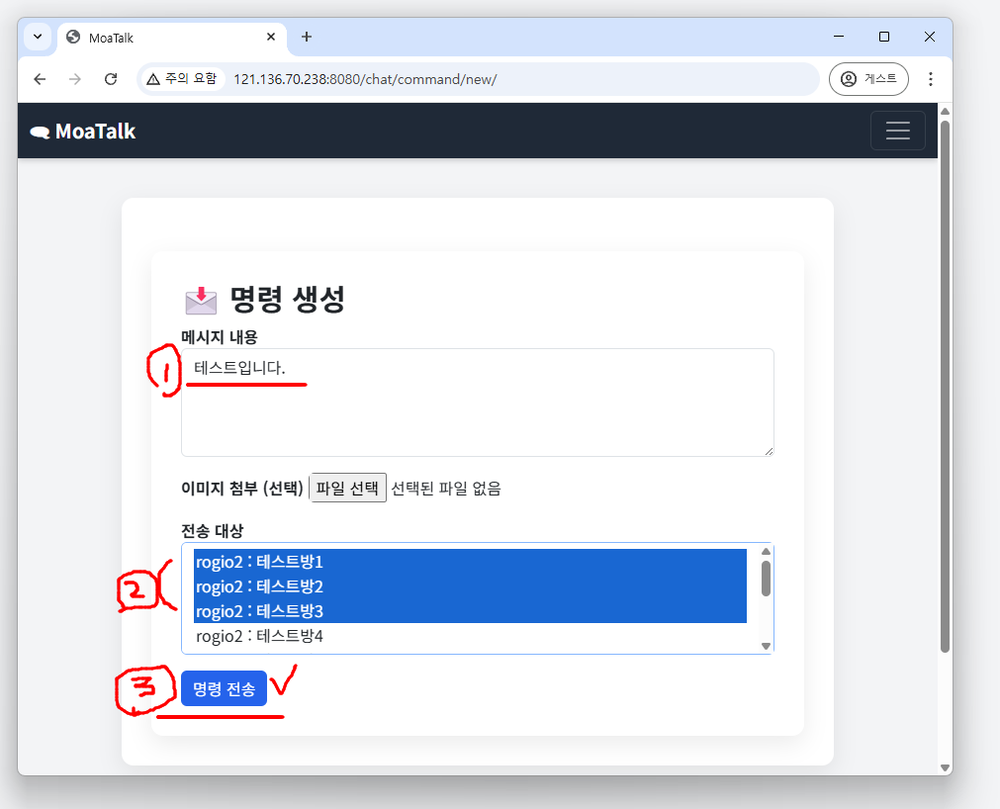 MoaTalk
주의 요함
121.136.70.238:8080/chat/command/new/
게스트
MoaTalk
명령 생성
메시지 내용
1 테스트입니다.
이미지 첨부 (선택) 파일 선택 선택된 파일 없음
전송 대상
rogio2 : 테스트방1
2 rogio2 : 테스트방2
rogio2 : 테스트방3
rogio2 : 테스트방4
3 명령 전송